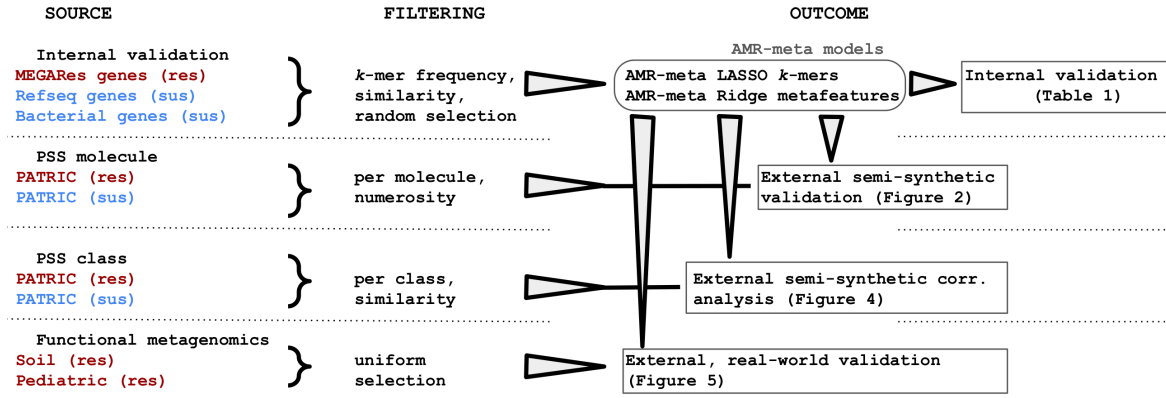 SOURCE FILTERING OUTCOME
Internal validation
MEGARes genes (res)
Refseq genes (sus)
Bacterial genes (sus)
k-mer frequency,
similarity,
random selection
AMR-meta models
AMR-meta LASSO k-mers
AMR-meta Ridge metafeatures
Internal validation
(Table 1)
PSS molecule
PATRIC (res)
PATRIC (sus)
per molecule,
numerosity
External semi-synthetic
validation (Figure 2)
PSS class
PATRIC (res)
PATRIC (sus)
per class,
similarity
External semi-synthetic corr.
analysis (Figure 4)
Functional metagenomics
Soil (res)
Pediatric (res)
uniform
selection
External, real-world validation
(Figure 5)